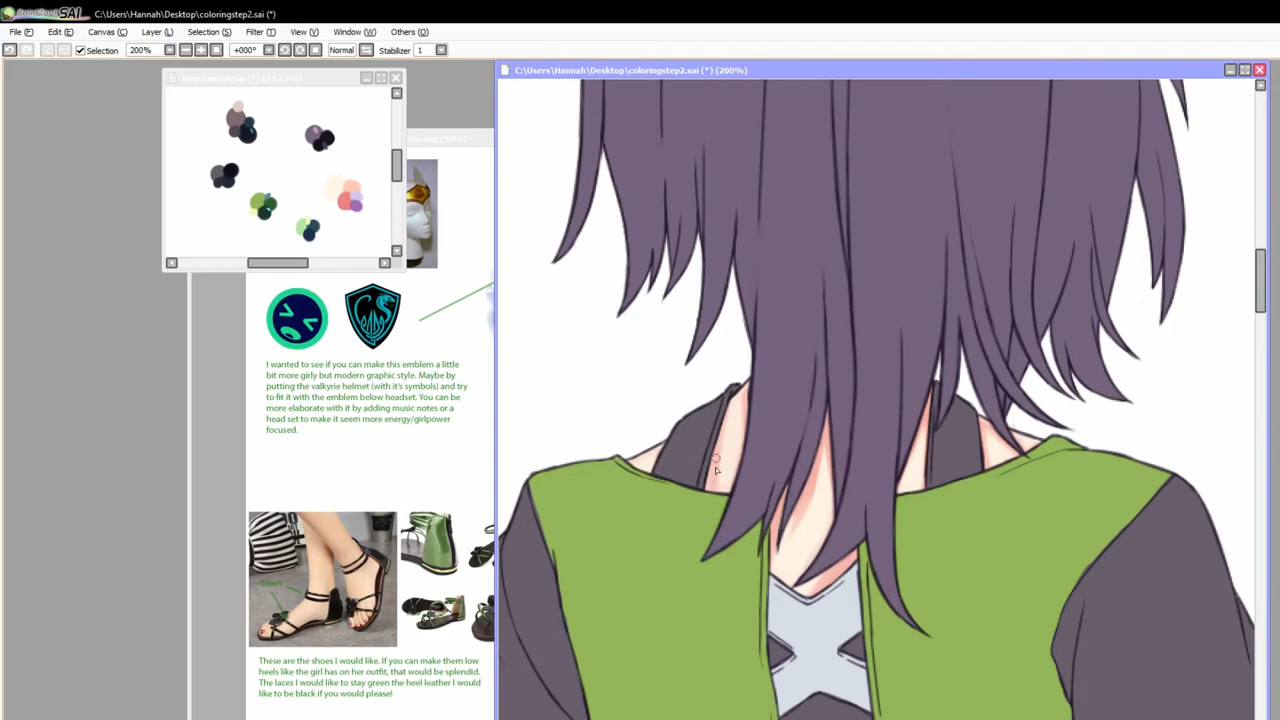 PaintTool SAI C:\Users\Hannah\Desktop\coloringstep2.sai (*)
File (F) Edit (E) Canvas (C) Layer (L) Selection (S) Filter (T) View (V) Window (W) Others (O)
Selection 200% +000° Normal Stabilizer 1
C:\Users\Hannah\Desktop\coloringstep2.sai (*) (200%)
I wanted to see if you can make this emblem a little
bit more girly but modern graphic style. Maybe by
putting the valkyrie helmet (with it's symbols) and try
to fit it with the emblem below headset. You can be
more elaborate with it by adding music notes or a
head set to make it seem more energy/girlpower
focused.
Green
These are the shoes I would like. If you can make them low
heels like the girl has on her outfit, that would be splendid.
The laces I would like to stay green the heel leather I would
like to be black if you would please!